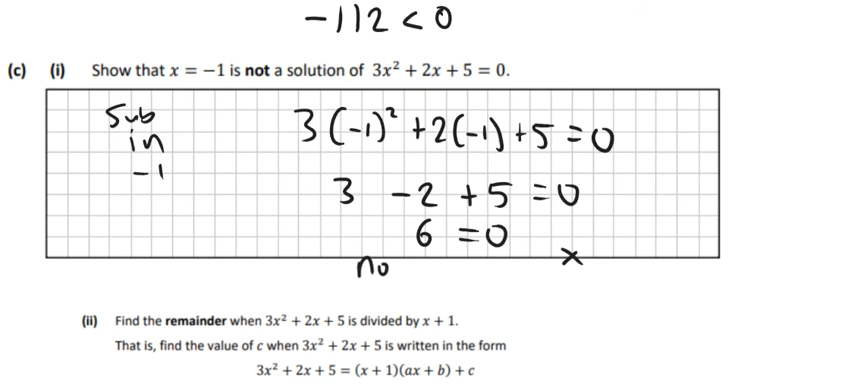 -112 < 0
(c) (i) Show that x = −1 is not a solution of 3x² + 2x + 5 = 0.
Sub in -1
3(-1)² + 2(-1) + 5 = 0
3 - 2 + 5 = 0
6 = 0
no x
(ii) Find the remainder when 3x² + 2x + 5 is divided by x + 1.
That is, find the value of c when 3x² + 2x + 5 is written in the form
3x² + 2x + 5 = (x + 1)(ax + b) + c